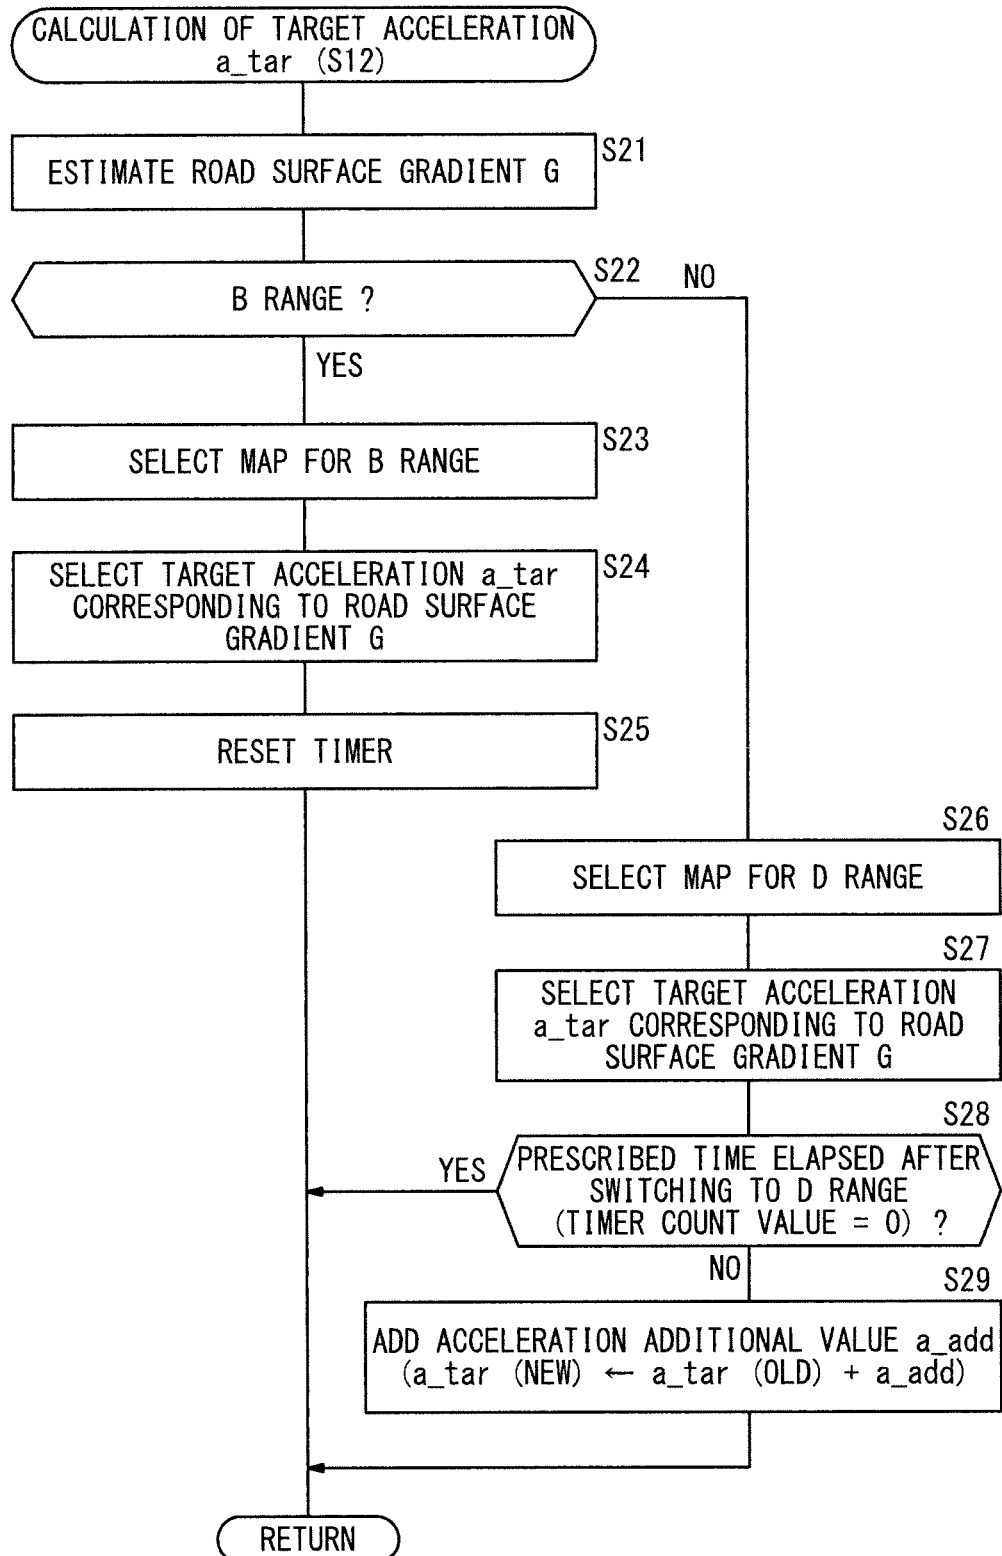 CALCULATION OF TARGET ACCELERATION
a_tar (S12)
ESTIMATE ROAD SURFACE GRADIENT G
S21
B RANGE ?
S22
NO
YES
SELECT MAP FOR B RANGE
S23
SELECT TARGET ACCELERATION a_tar
CORRESPONDING TO ROAD SURFACE
GRADIENT G
S24
RESET TIMER
S25
S26
SELECT MAP FOR D RANGE
S27
SELECT TARGET ACCELERATION
a_tar CORRESPONDING TO ROAD
SURFACE GRADIENT G
S28
YES
PRESCRIBED TIME ELAPSED AFTER
SWITCHING TO D RANGE
(TIMER COUNT VALUE = 0) ?
NO
S29
ADD ACCELERATION ADDITIONAL VALUE a_add
(a_tar (NEW) ← a_tar (OLD) + a_add)
RETURN